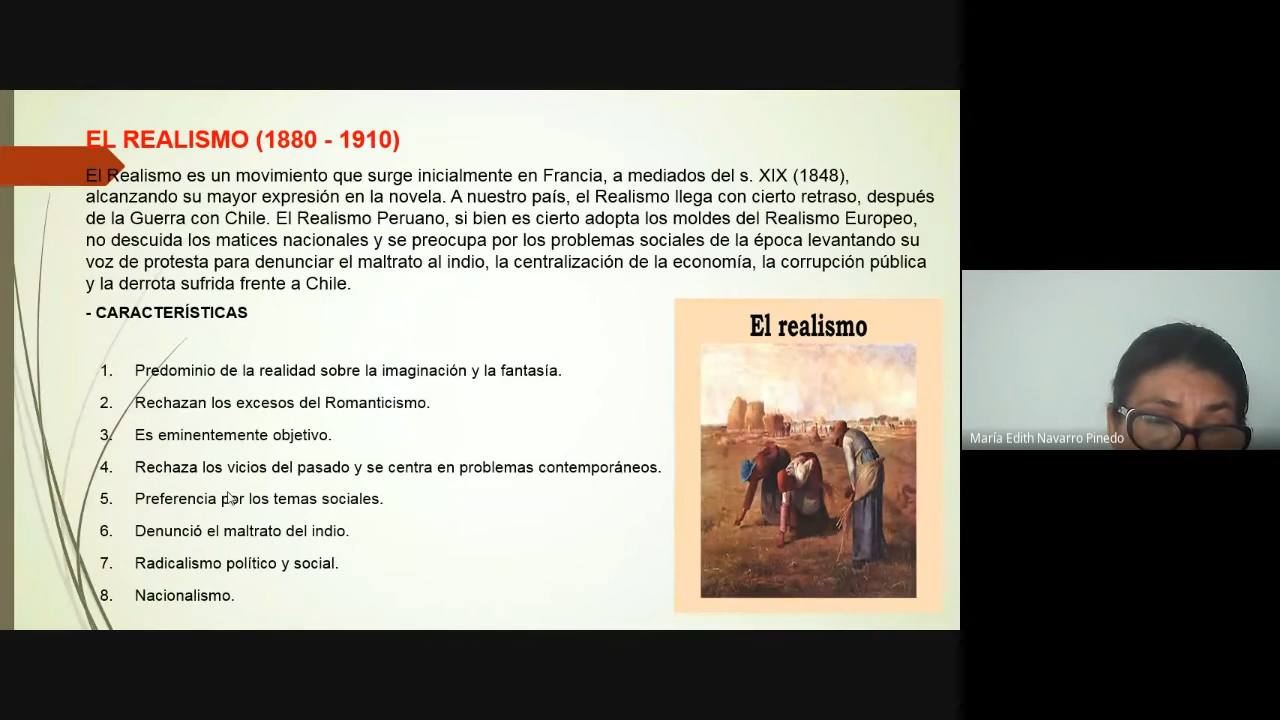 EL REALISMO (1880 - 1910)
El Realismo es un movimiento que surge inicialmente en Francia, a mediados del s. XIX (1848),
alcanzando su mayor expresión en la novela. A nuestro país, el Realismo llega con cierto retraso, después
de la Guerra con Chile. El Realismo Peruano, si bien es cierto adopta los moldes del Realismo Europeo,
no descuida los matices nacionales y se preocupa por los problemas sociales de la época levantando su
voz de protesta para denunciar el maltrato al indio, la centralización de la economía, la corrupción pública
y la derrota sufrida frente a Chile.
- CARACTERÍSTICAS
1. Predominio de la realidad sobre la imaginación y la fantasía.
2. Rechazan los excesos del Romanticismo.
3. Es eminentemente objetivo.
4. Rechaza los vicios del pasado y se centra en problemas contemporáneos.
5. Preferencia por los temas sociales.
6. Denunció el maltrato del indio.
7. Radicalismo político y social.
8. Nacionalismo.
El realismo
María Edith Navarro Pinedo